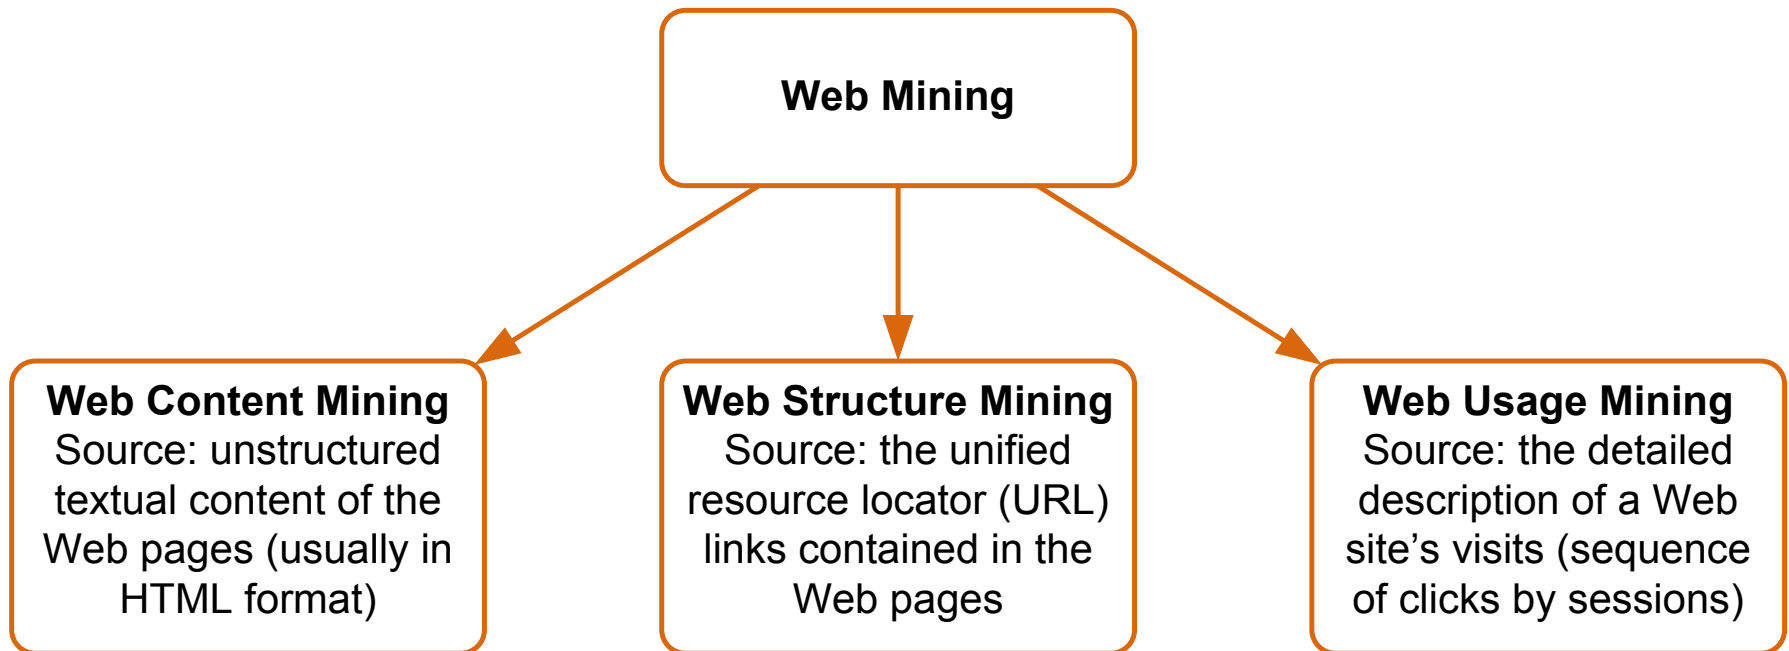 Web Mining
Web Content Mining
Source: unstructured
textual content of the
Web pages (usually in
HTML format)
Web Structure Mining
Source: the unified
resource locator (URL)
links contained in the
Web pages
Web Usage Mining
Source: the detailed
description of a Web
site’s visits (sequence
of clicks by sessions)